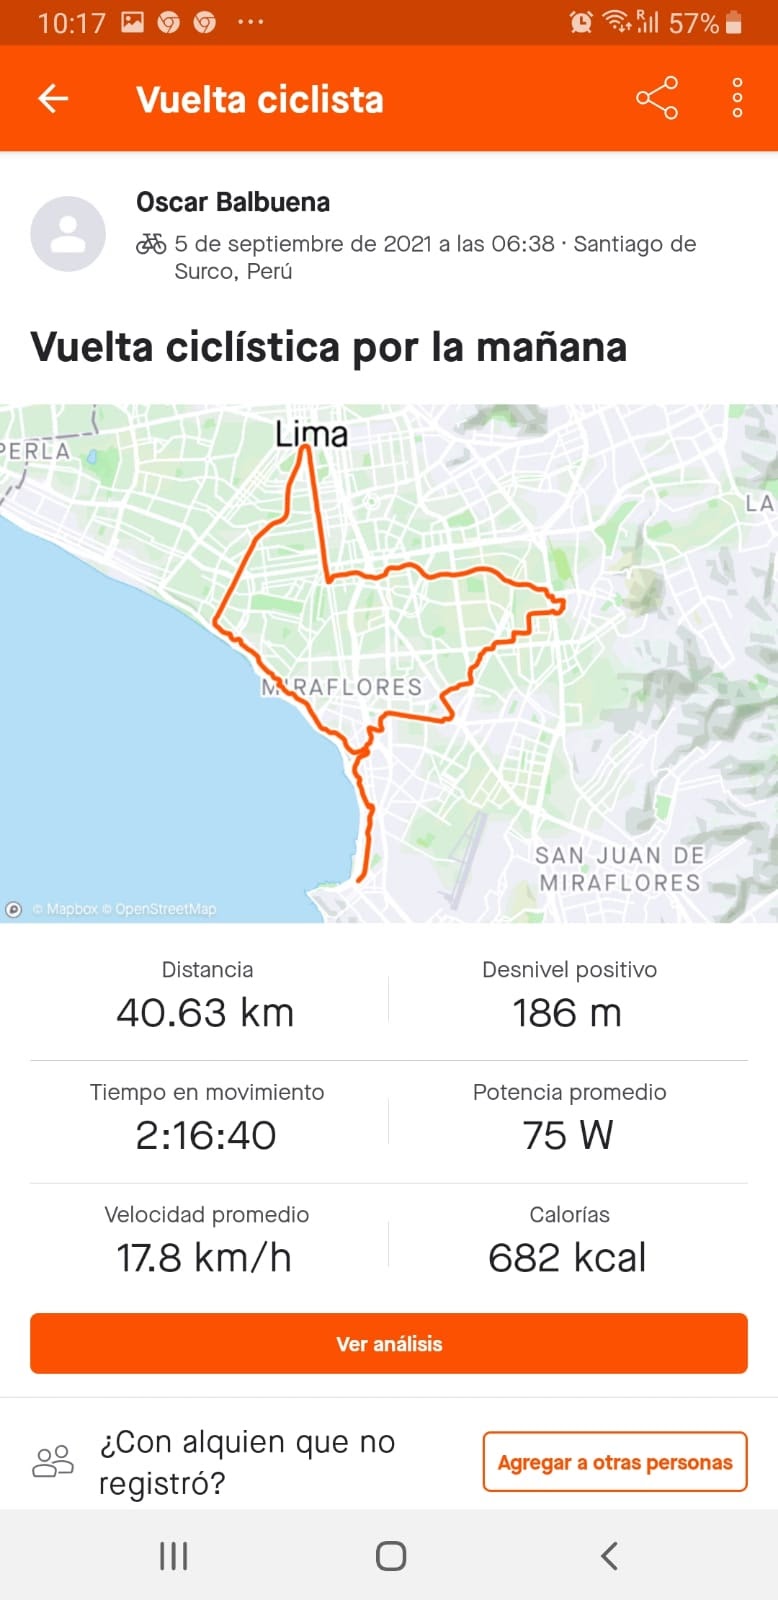 10:17
R 57%
Vuelta ciclista
Oscar Balbuena
5 de septiembre de 2021 a las 06:38 · Santiago de
Surco, Perú
Vuelta ciclística por la mañana
Lima
PERLA
LA
MIRAFLORES
SAN JUAN DE
MIRAFLORES
© Mapbox © OpenStreetMap
Distancia
40.63 km
Desnivel positivo
186 m
Tiempo en movimiento
2:16:40
Potencia promedio
75 W
Velocidad promedio
17.8 km/h
Calorías
682 kcal
Ver análisis
¿Con alquien que no
registró?
Agregar a otras personas